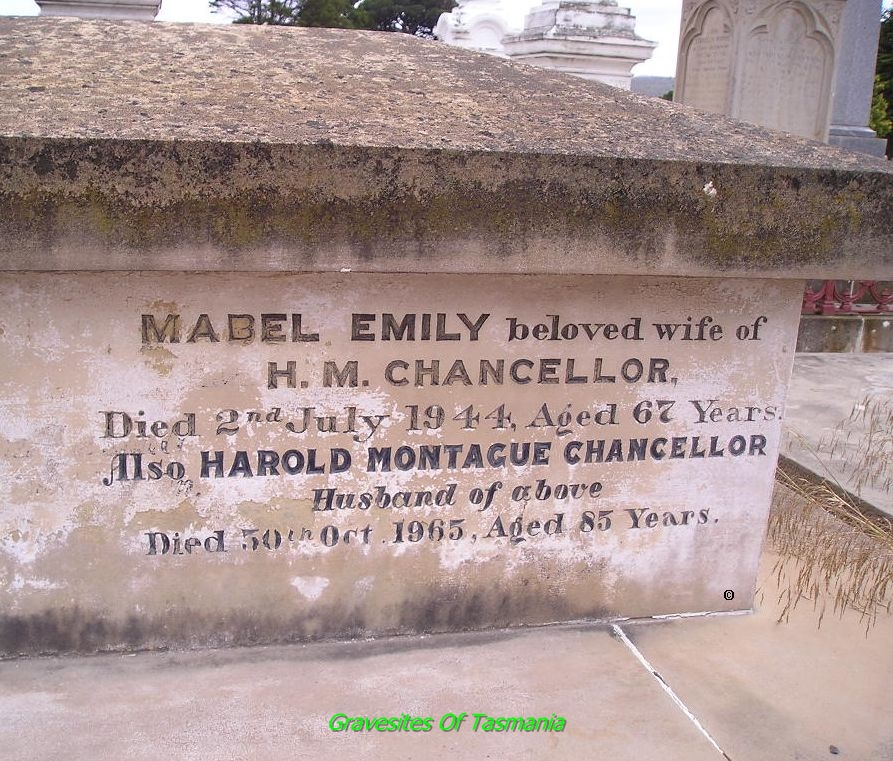 MABEL EMILY beloved wife of
H. M. CHANCELLOR,
Died 2nd July 1944, Aged 67 Years.
Also HAROLD MONTAGUE CHANCELLOR
Husband of above
Died 30th Oct. 1965, Aged 85 Years.
©
Gravesites Of Tasmania